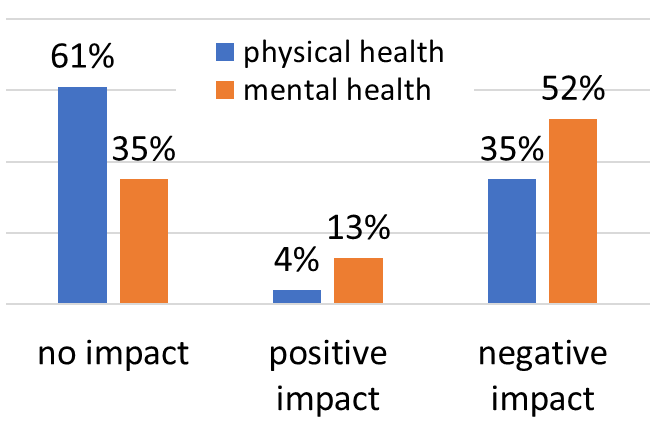 61%
physical health
mental health
52%
35%
35%
13%
4%
no impact
positive
impact
negative
impact